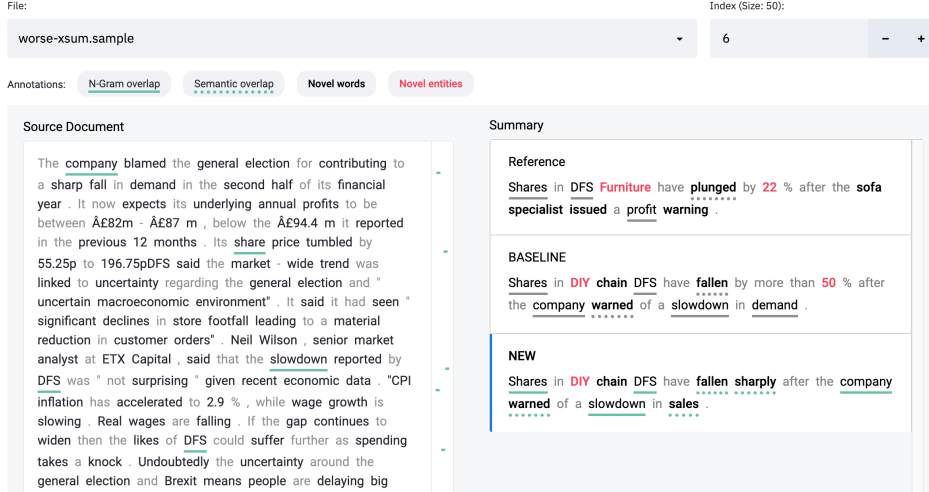 File:
Index (Size: 50):
worse-xsum.sample
6
-
+
Annotations: N-Gram overlap Semantic overlap Novel words Novel entities
Source Document
The company blamed the general election for contributing to
a sharp fall in demand in the second half of its financial
year . It now expects its underlying annual profits to be
between Â£82m - Â£87 m , below the Â£94.4 m it reported
in the previous 12 months . Its share price tumbled by
55.25p to 196.75pDFS said the market - wide trend was
linked to uncertainty regarding the general election and "
uncertain macroeconomic environment" . It said it had seen "
significant declines in store footfall leading to a material
reduction in customer orders" . Neil Wilson , senior market
analyst at ETX Capital , said that the slowdown reported by
DFS was " not surprising " given recent economic data . "CPI
inflation has accelerated to 2.9 % , while wage growth is
slowing . Real wages are falling . If the gap continues to
widen then the likes of DFS could suffer further as spending
takes a knock . Undoubtedly the uncertainty around the
general election and Brexit means people are delaying big
Summary
Reference
Shares in DFS Furniture have plunged by 22 % after the sofa
specialist issued a profit warning .
BASELINE
Shares in DIY chain DFS have fallen by more than 50 % after
the company warned of a slowdown in demand .
NEW
Shares in DIY chain DFS have fallen sharply after the company
warned of a slowdown in sales .